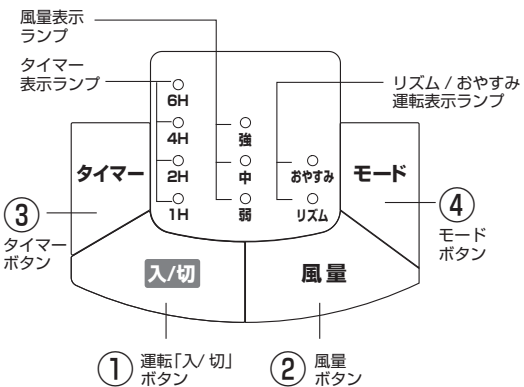 風量表示
ランプ
タイマー
表示ランプ
リズム / おやすみ
運転表示ランプ
6H
4H
2H
1H
強
中
弱
おやすみ
リズム
タイマー
モード
③
タイマー
ボタン
④
モード
ボタン
入/切
風量
① 運転「入/切」
ボタン
② 風量
ボタン